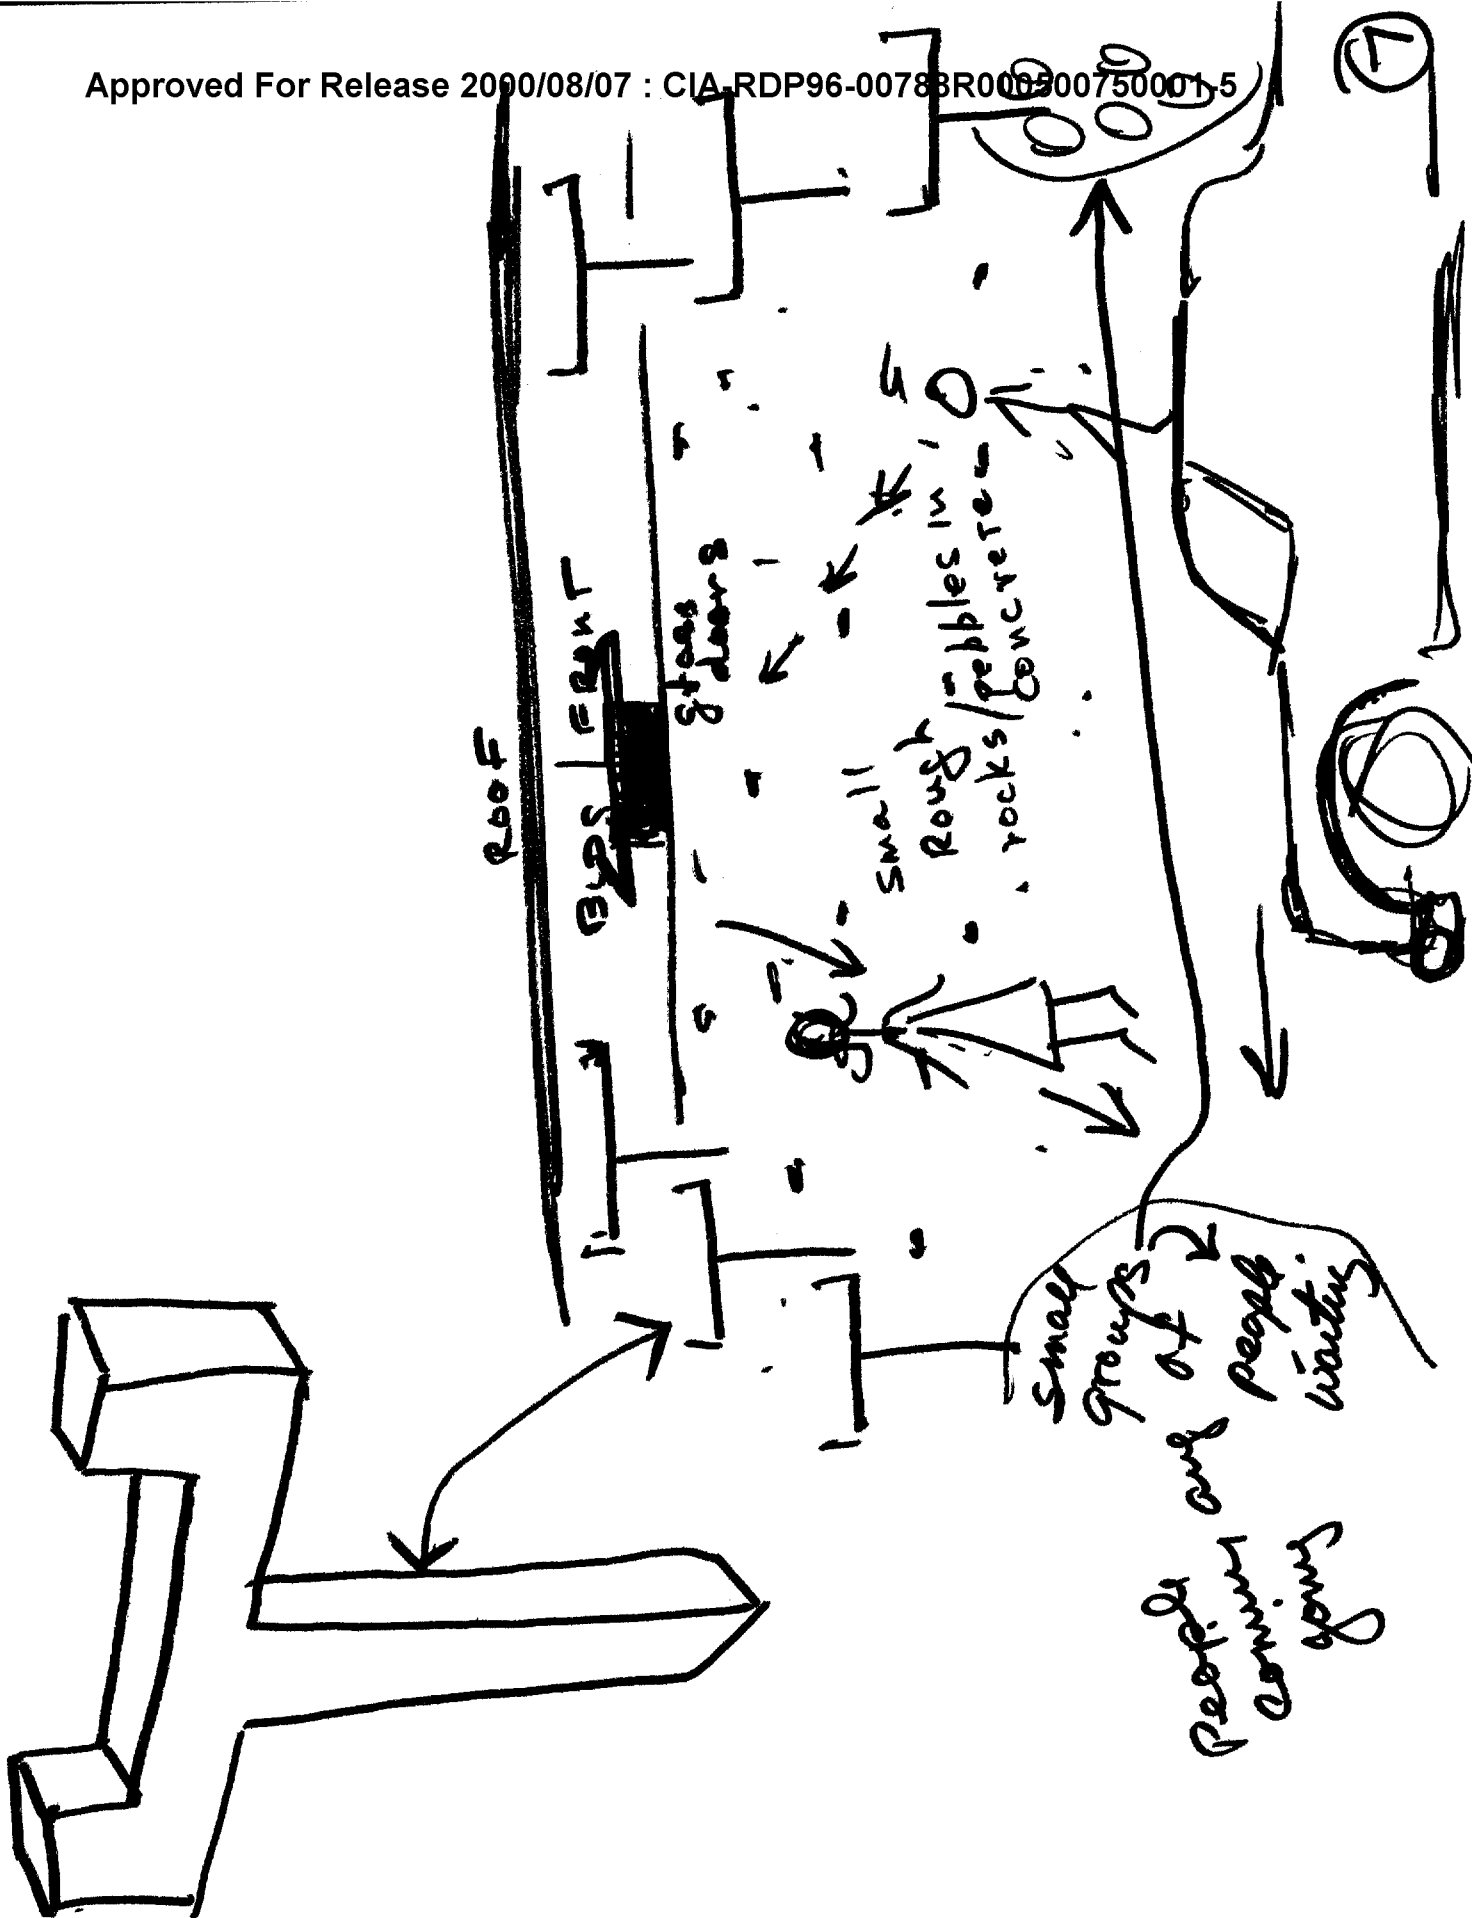 Approved For Release 2000/08/07 : CIA-RDP96-00788R000500750001-5
7
ROOF
BLDG FRONT
glass
doors
small
Rough
rocks/pebbles in
concrete
small
groups
of
people
waiting
people are
coming
going